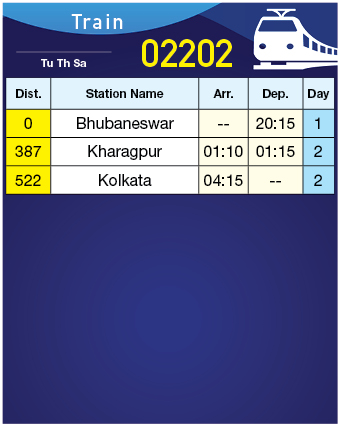 Train
02202
Tu Th Sa
Dist. Station Name Arr. Dep. Day
0 Bhubaneswar -- 20:15 1
387 Kharagpur 01:10 01:15 2
522 Kolkata 04:15 -- 2